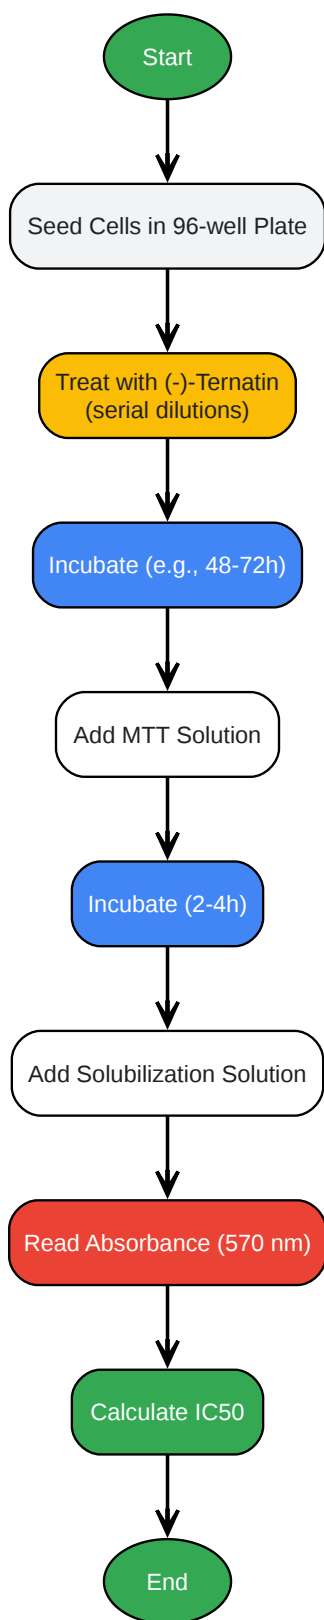 Start
Seed Cells in 96-well Plate
Treat with (-)-Ternatin
(serial dilutions)
Incubate (e.g., 48-72h)
Add MTT Solution
Incubate (2-4h)
Add Solubilization Solution
Read Absorbance (570 nm)
Calculate IC50
End